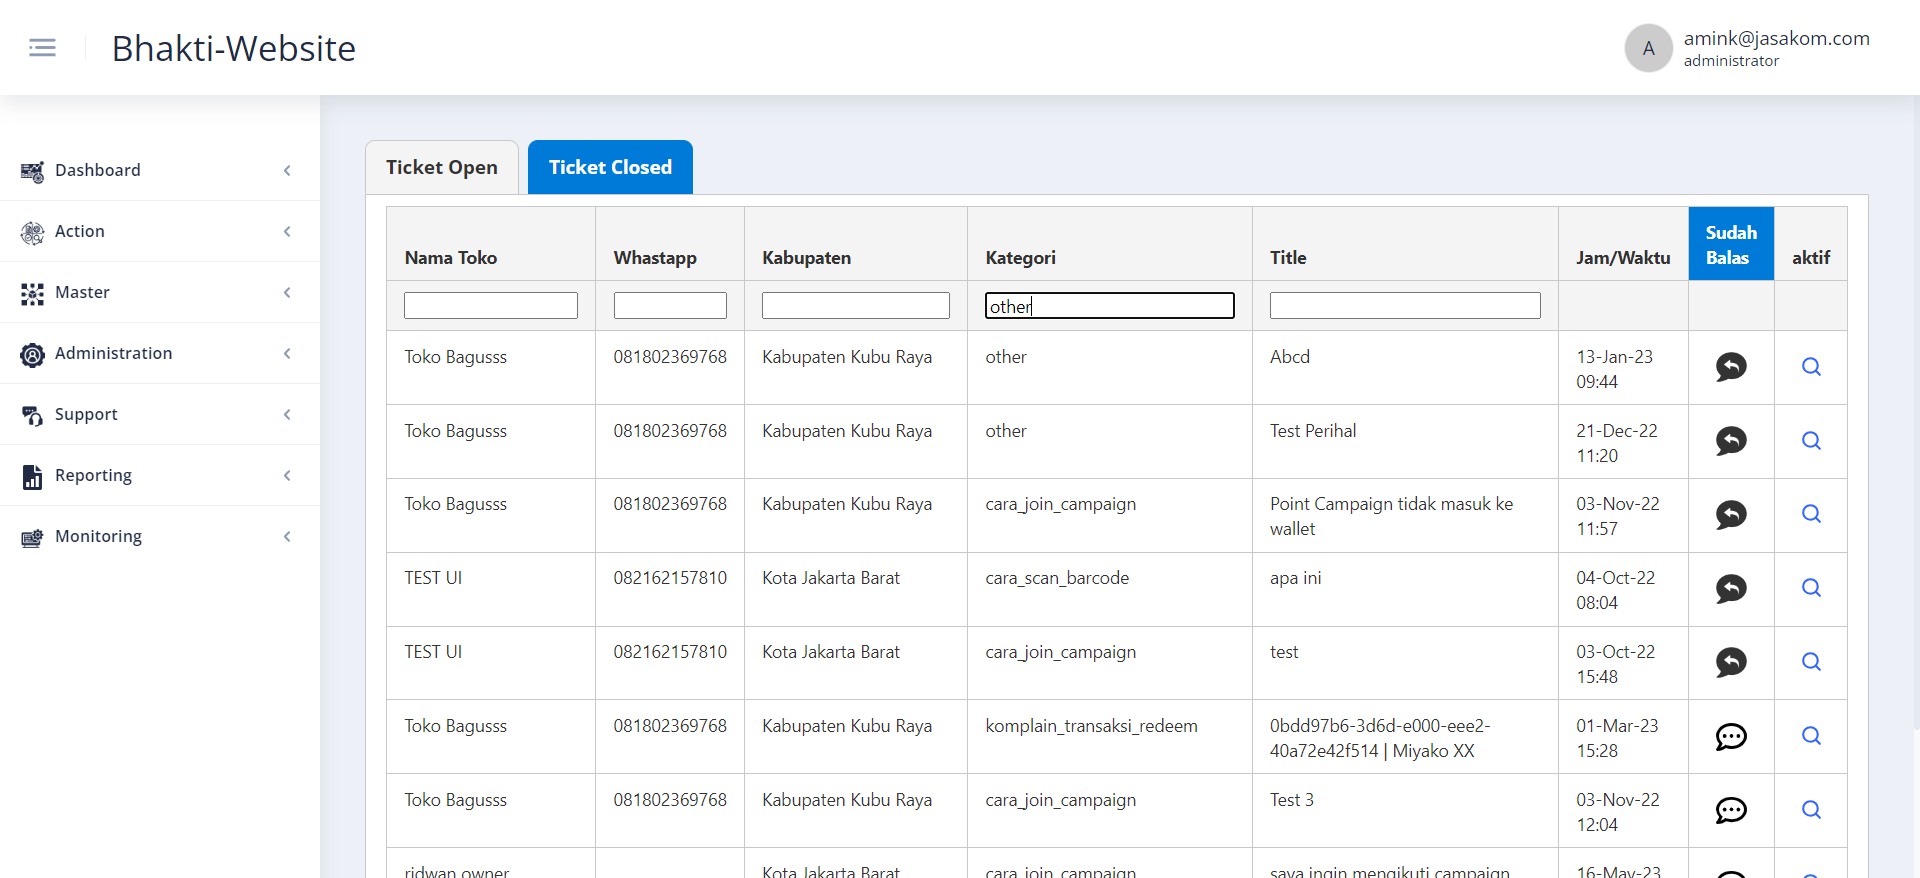 Bhakti-Website
A
amink@jasakom.com
administrator
Dashboard
Action
Master
Administration
Support
Reporting
Monitoring
Ticket Open
Ticket Closed
Nama Toko
Whastapp
Kabupaten
Kategori
Title
Jam/Waktu
Sudah
Balas
aktif
other
Toko Bagusss
081802369768
Kabupaten Kubu Raya
other
Abcd
13-Jan-23
09:44
Toko Bagusss
081802369768
Kabupaten Kubu Raya
other
Test Perihal
21-Dec-22
11:20
Toko Bagusss
081802369768
Kabupaten Kubu Raya
cara_join_campaign
Point Campaign tidak masuk ke
wallet
03-Nov-22
11:57
TEST UI
082162157810
Kota Jakarta Barat
cara_scan_barcode
apa ini
04-Oct-22
08:04
TEST UI
082162157810
Kota Jakarta Barat
cara_join_campaign
test
03-Oct-22
15:48
Toko Bagusss
081802369768
Kabupaten Kubu Raya
komplain_transaksi_redeem
0bdd97b6-3d6d-e000-eee2-
40a72e42f514 | Miyako XX
01-Mar-23
15:28
Toko Bagusss
081802369768
Kabupaten Kubu Raya
cara_join_campaign
Test 3
03-Nov-22
12:04
ridwan owner
Kota Jakarta Barat
cara_join_campaign
saya ingin mengikuti campaign
16-May-23